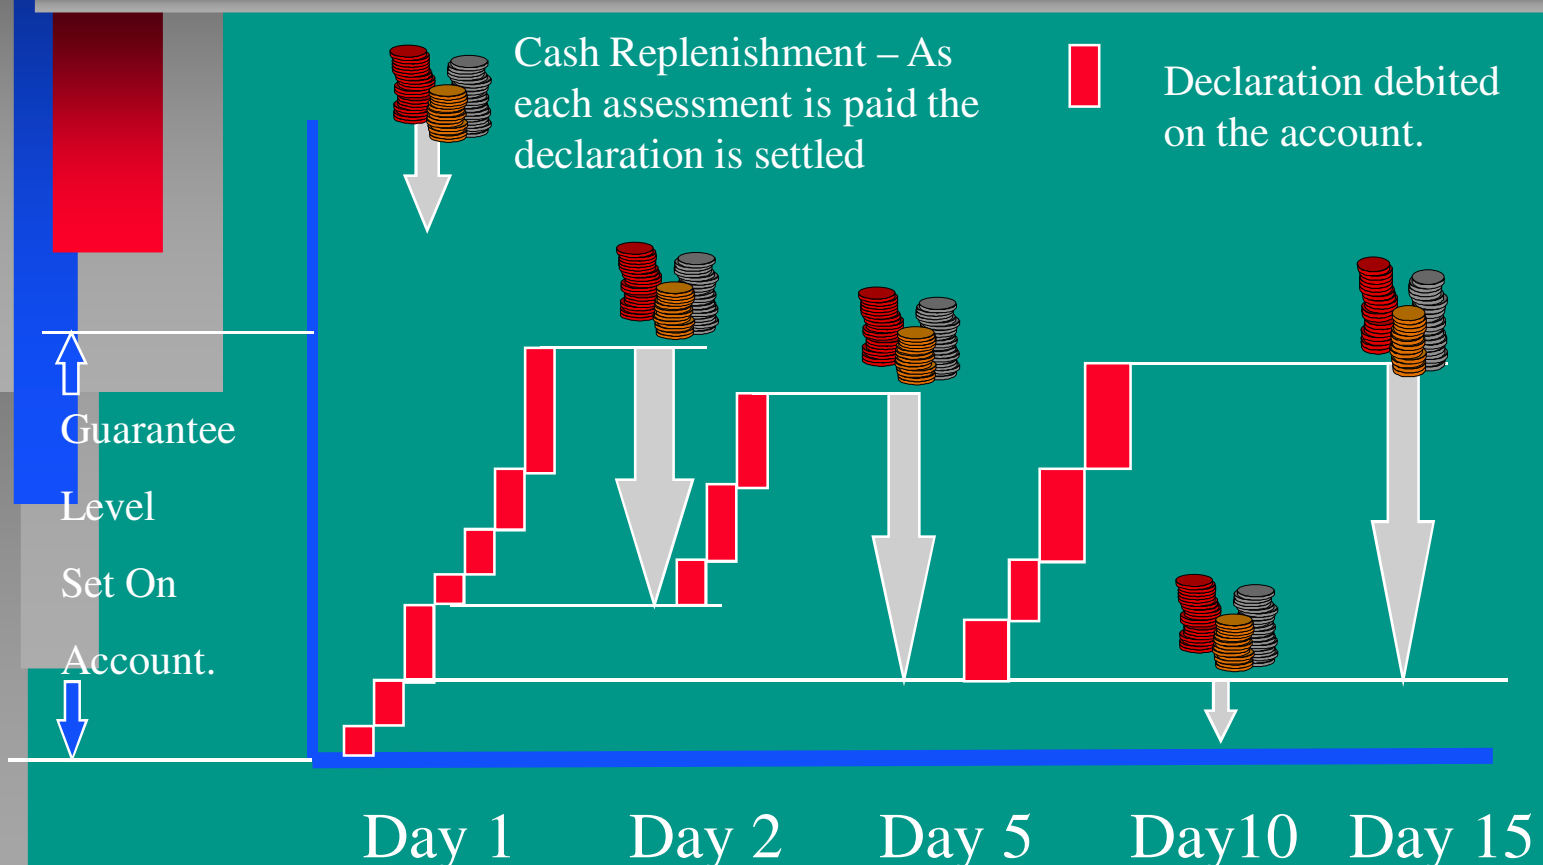 Cash Replenishment – As
each assessment is paid the
declaration is settled
Declaration debited
on the account.
Guarantee
Level
Set On
Account.
Day 1
Day 2
Day 5
Day10
Day 15